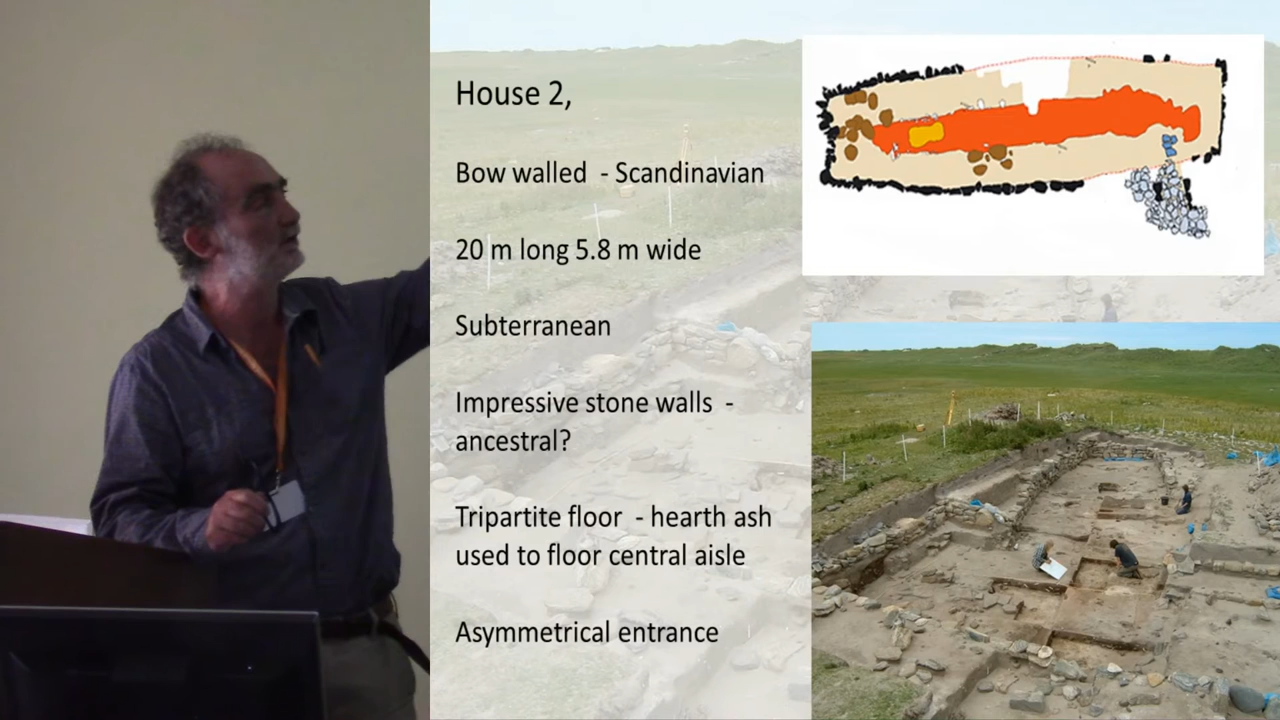 House 2,
Bow walled - Scandinavian
20 m long 5.8 m wide
Subterranean
Impressive stone walls -
ancestral?
Tripartite floor - hearth ash
used to floor central aisle
Asymmetrical entrance